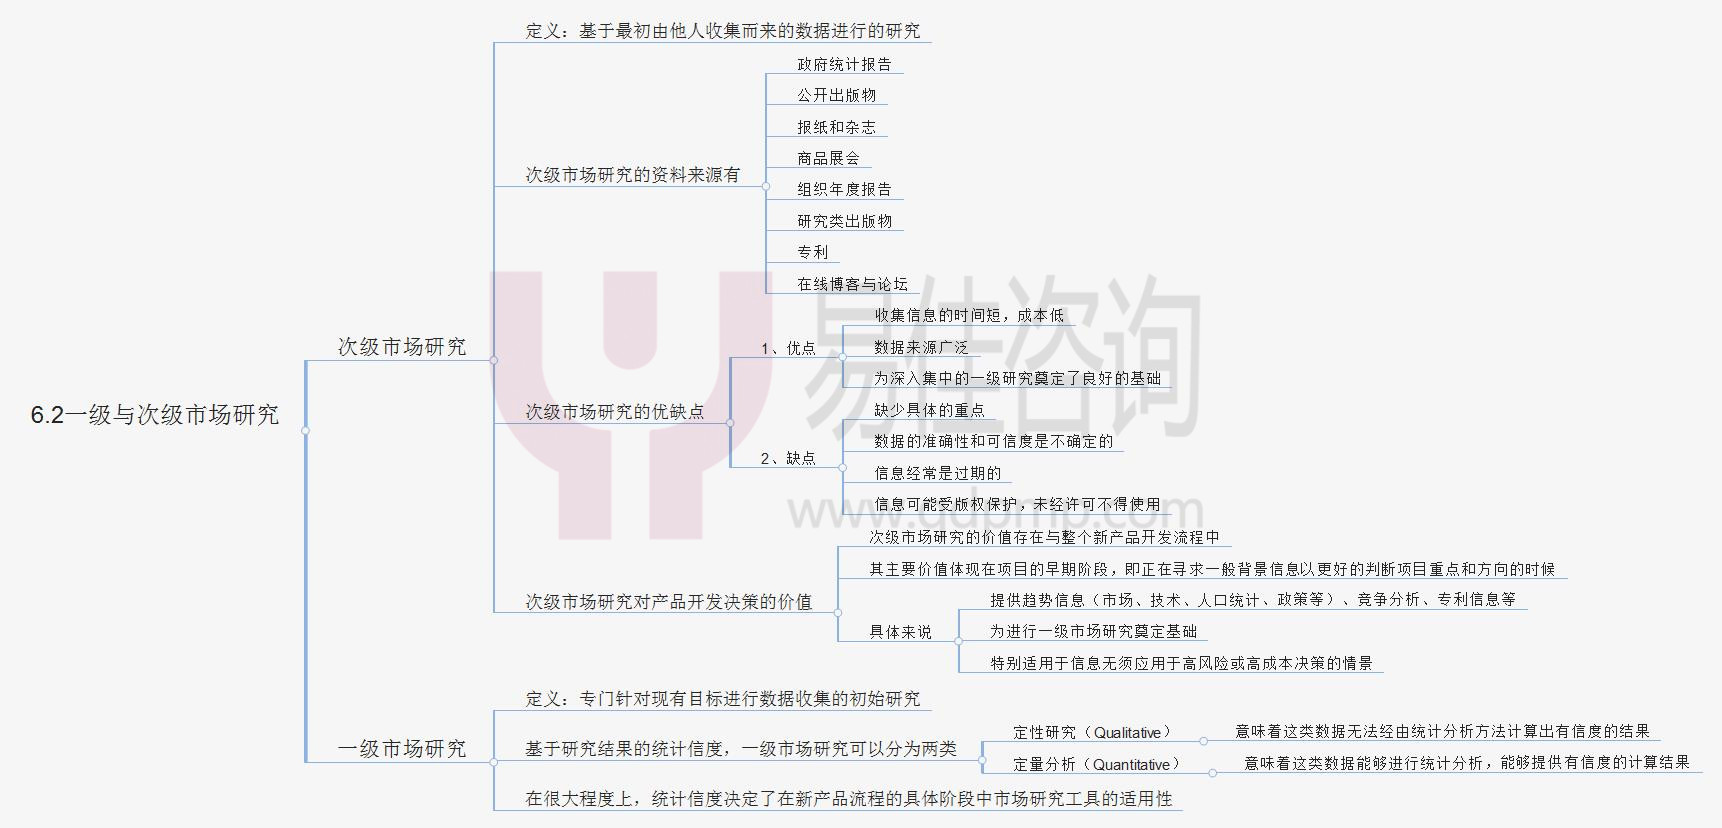 6.2一级与次级市场研究
次级市场研究
定义：基于最初由他人收集而来的数据进行的研究
次级市场研究的资料来源有
政府统计报告
公开出版物
报纸和杂志
商品展会
组织年度报告
研究类出版物
专利
在线博客与论坛
次级市场研究的优缺点
1、优点
收集信息的时间短，成本低
数据来源广泛
为深入集中的一级研究奠定了良好的基础
2、缺点
缺少具体的重点
数据的准确性和可信度是不确定的
信息经常是过期的
信息可能受版权保护，未经许可不得使用
次级市场研究对产品开发决策的价值
次级市场研究的价值存在与整个新产品开发流程中
其主要价值体现在项目的早期阶段，即正在寻求一般背景信息以更好的判断项目重点和方向的时候
具体来说
提供趋势信息（市场、技术、人口统计、政策等）、竞争分析、专利信息等
为进行一级市场研究奠定基础
特别适用于信息无须应用于高风险或高成本决策的情景
一级市场研究
定义：专门针对现有目标进行数据收集的初始研究
基于研究结果的统计信度，一级市场研究可以分为两类
定性研究（Qualitative）
意味着这类数据无法经由统计分析方法计算出有信度的结果
定量分析（Quantitative）
意味着这类数据能够进行统计分析，能够提供有信度的计算结果
在很大程度上，统计信度决定了在新产品流程的具体阶段中市场研究工具的适用性
易佳咨询
www.qdpmp.com